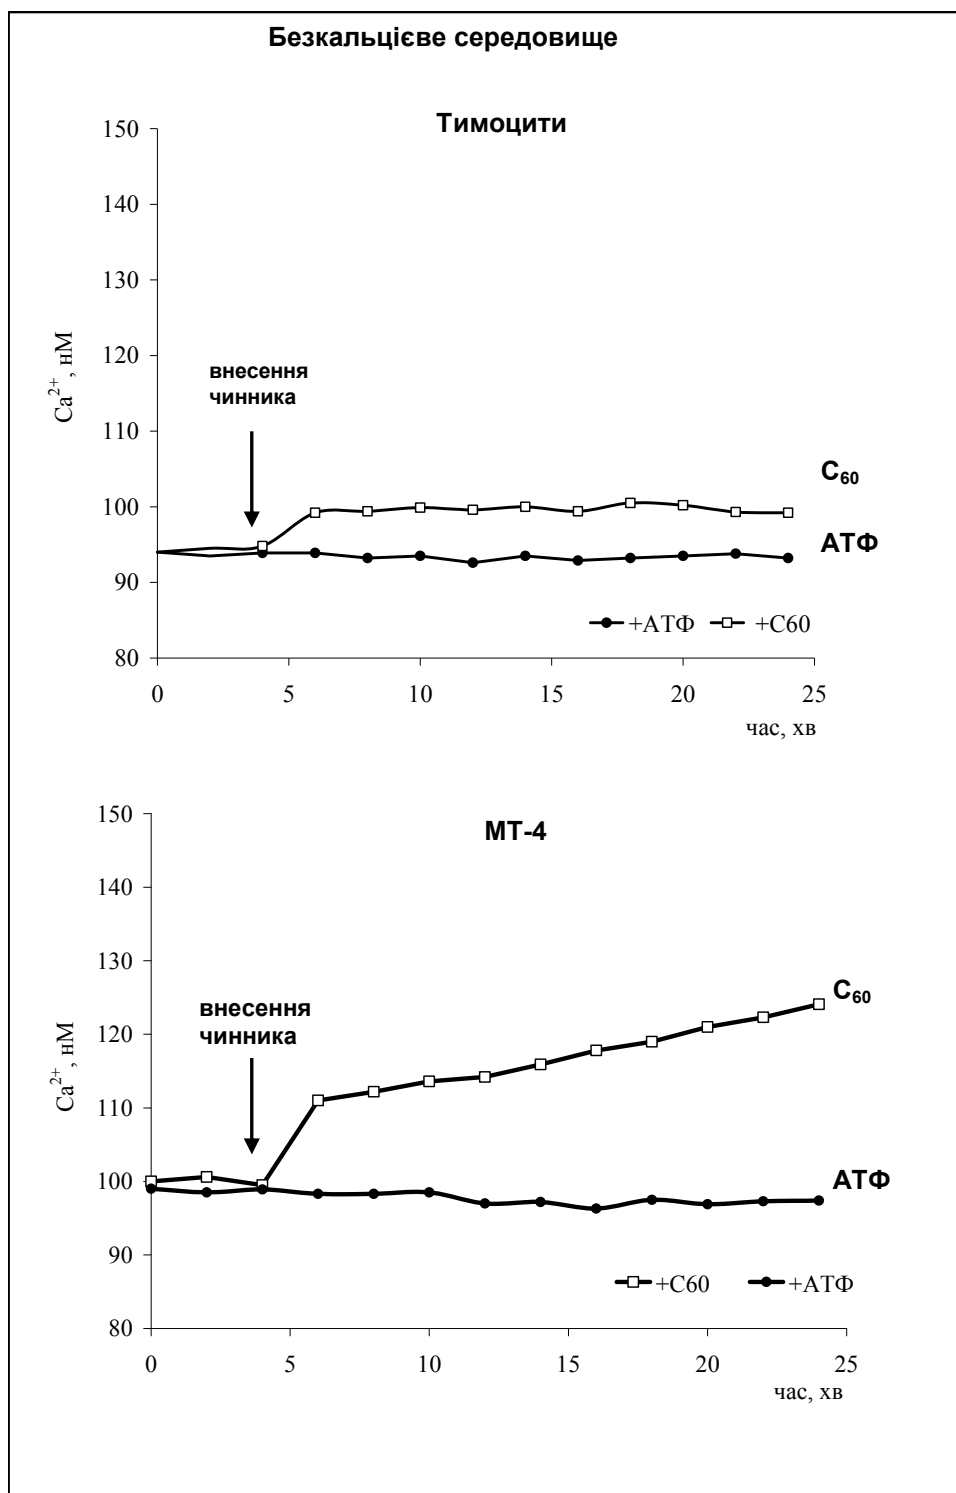 Безкальцієве середовище
Тимоцити
150
140
130
120
110
100
90
80
Ca²⁺, нМ
внесення
чинника
C₆₀
АТФ
+АТФ
+C60
0 5 10 15 20 25
час, хв
МТ-4
150
140
130
120
110
100
90
80
Ca²⁺, нМ
внесення
чинника
C₆₀
АТФ
+C60
+АТФ
0 5 10 15 20 25
час, хв